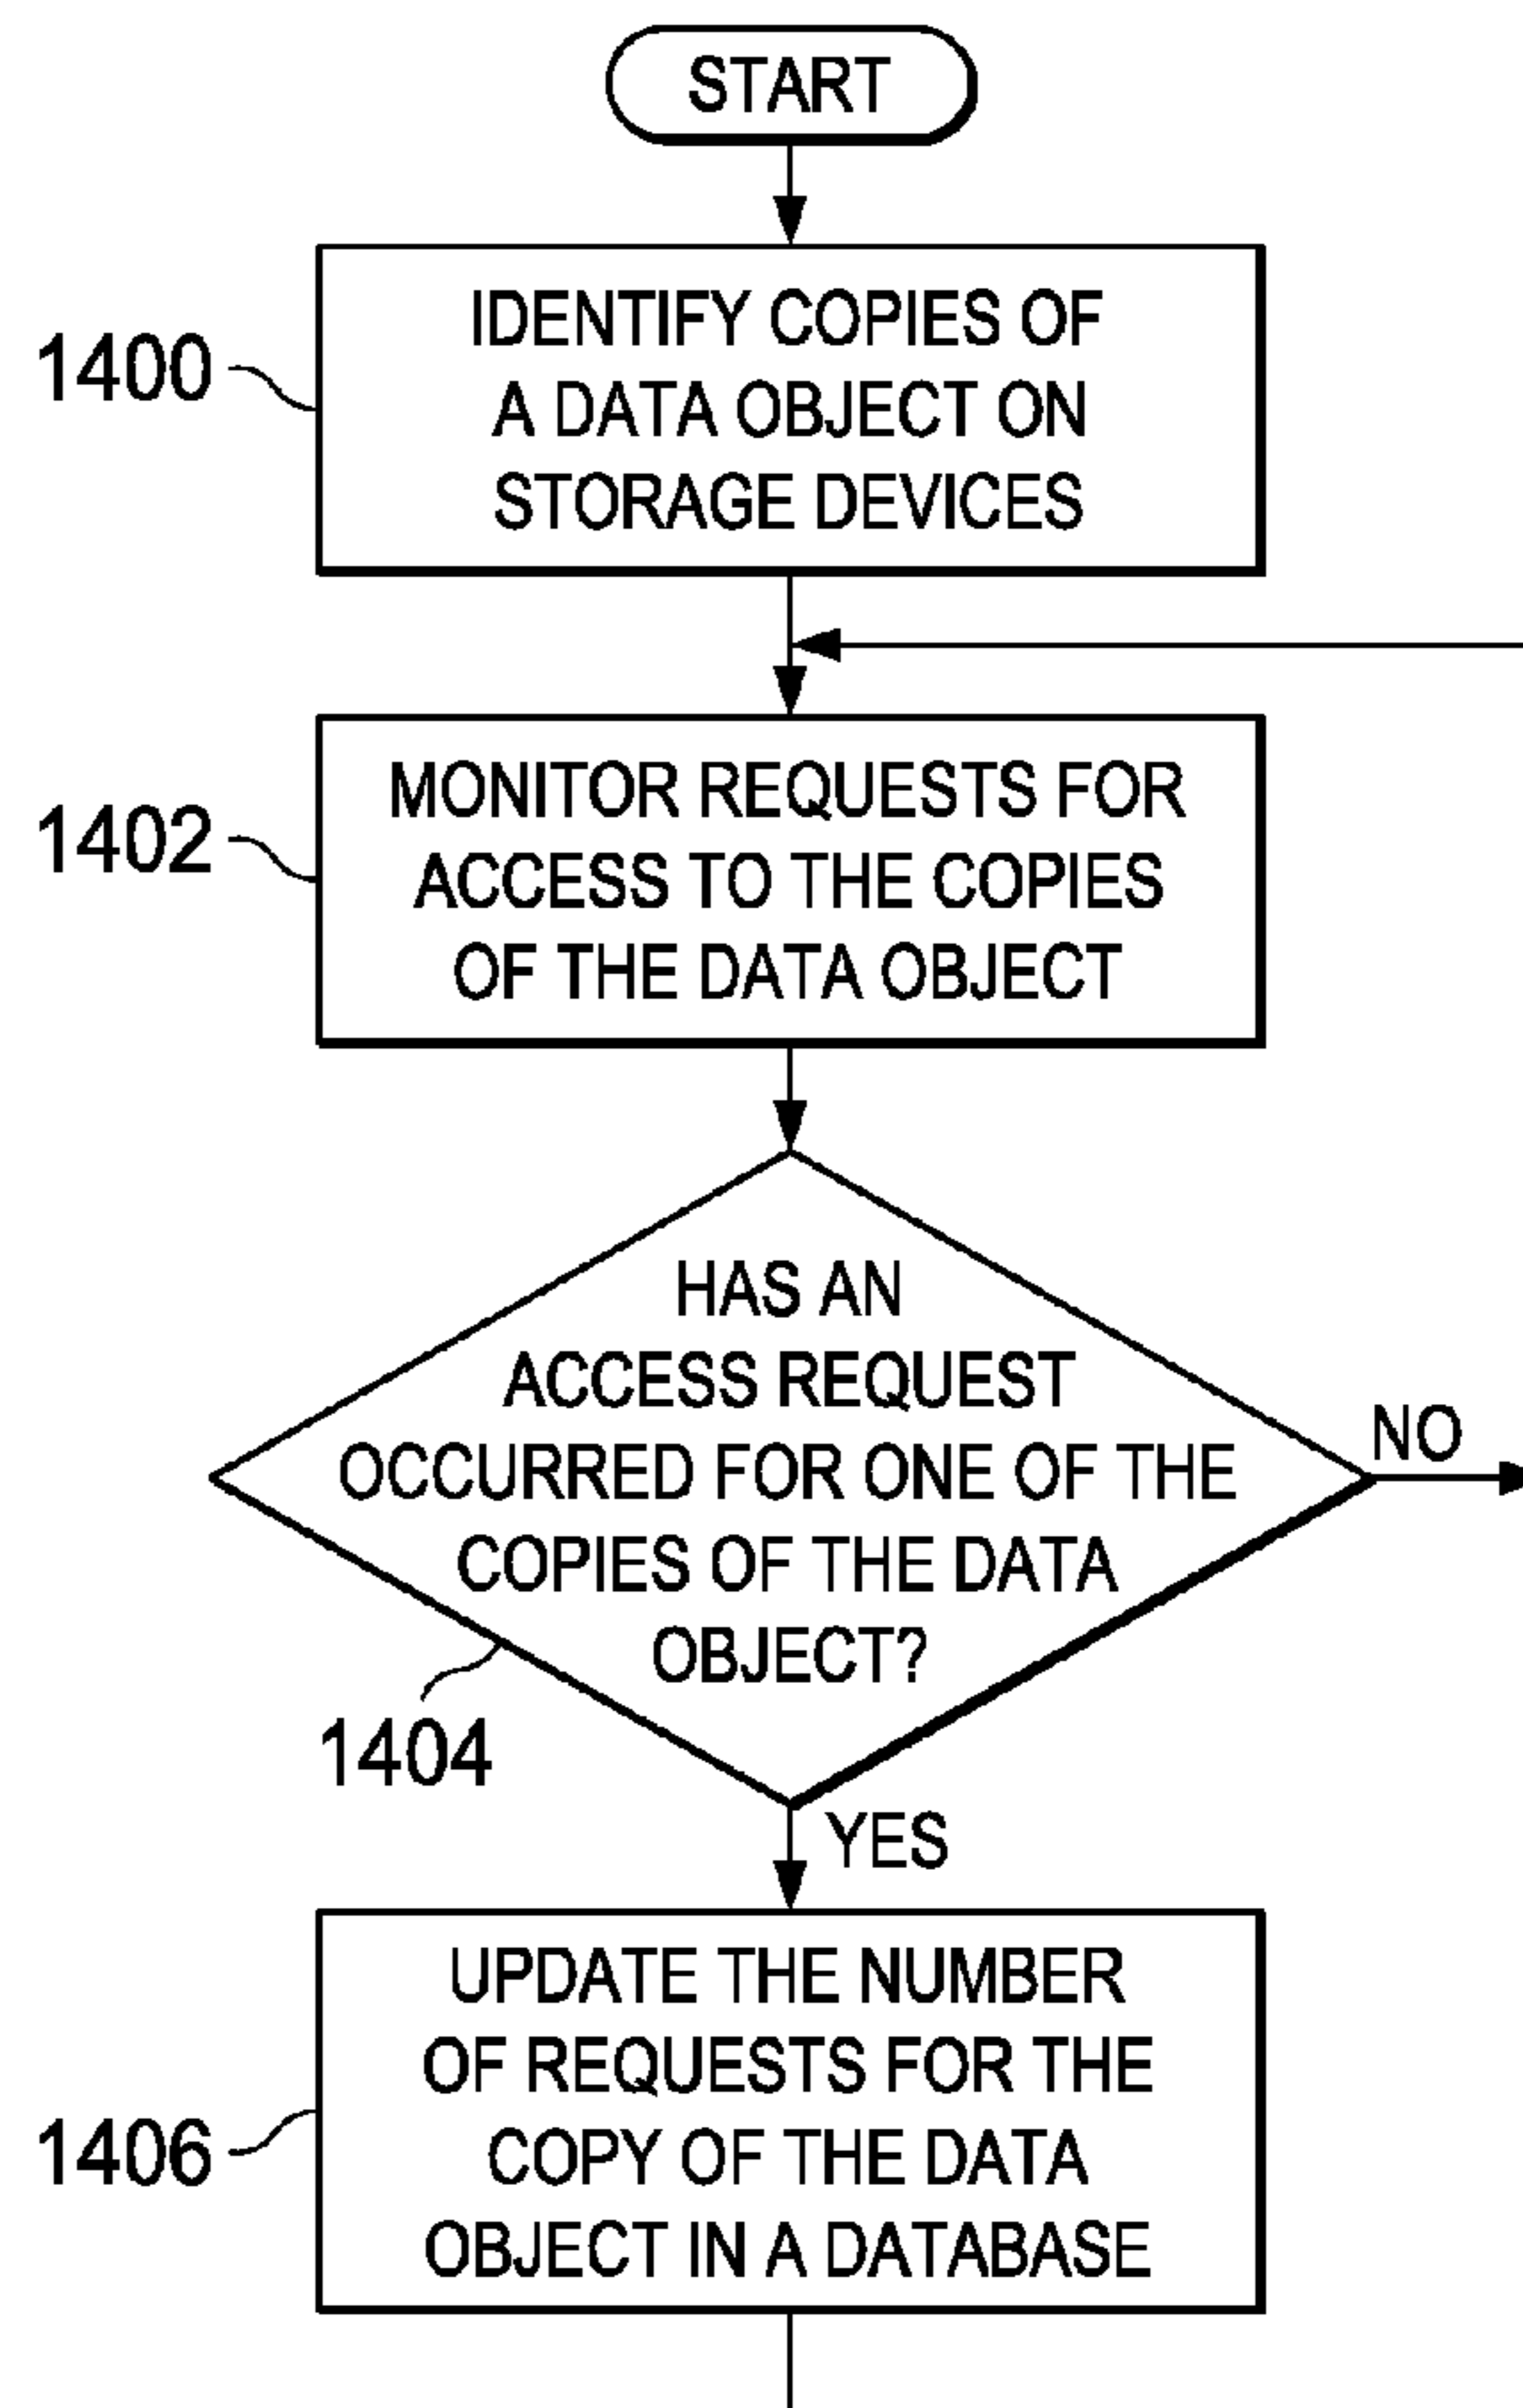 START
IDENTIFY COPIES OF
A DATA OBJECT ON
STORAGE DEVICES
1400
MONITOR REQUESTS FOR
ACCESS TO THE COPIES
OF THE DATA OBJECT
1402
HAS AN
ACCESS REQUEST
OCCURRED FOR ONE OF THE
COPIES OF THE DATA
OBJECT?
NO
1404
YES
UPDATE THE NUMBER
OF REQUESTS FOR THE
COPY OF THE DATA
OBJECT IN A DATABASE
1406